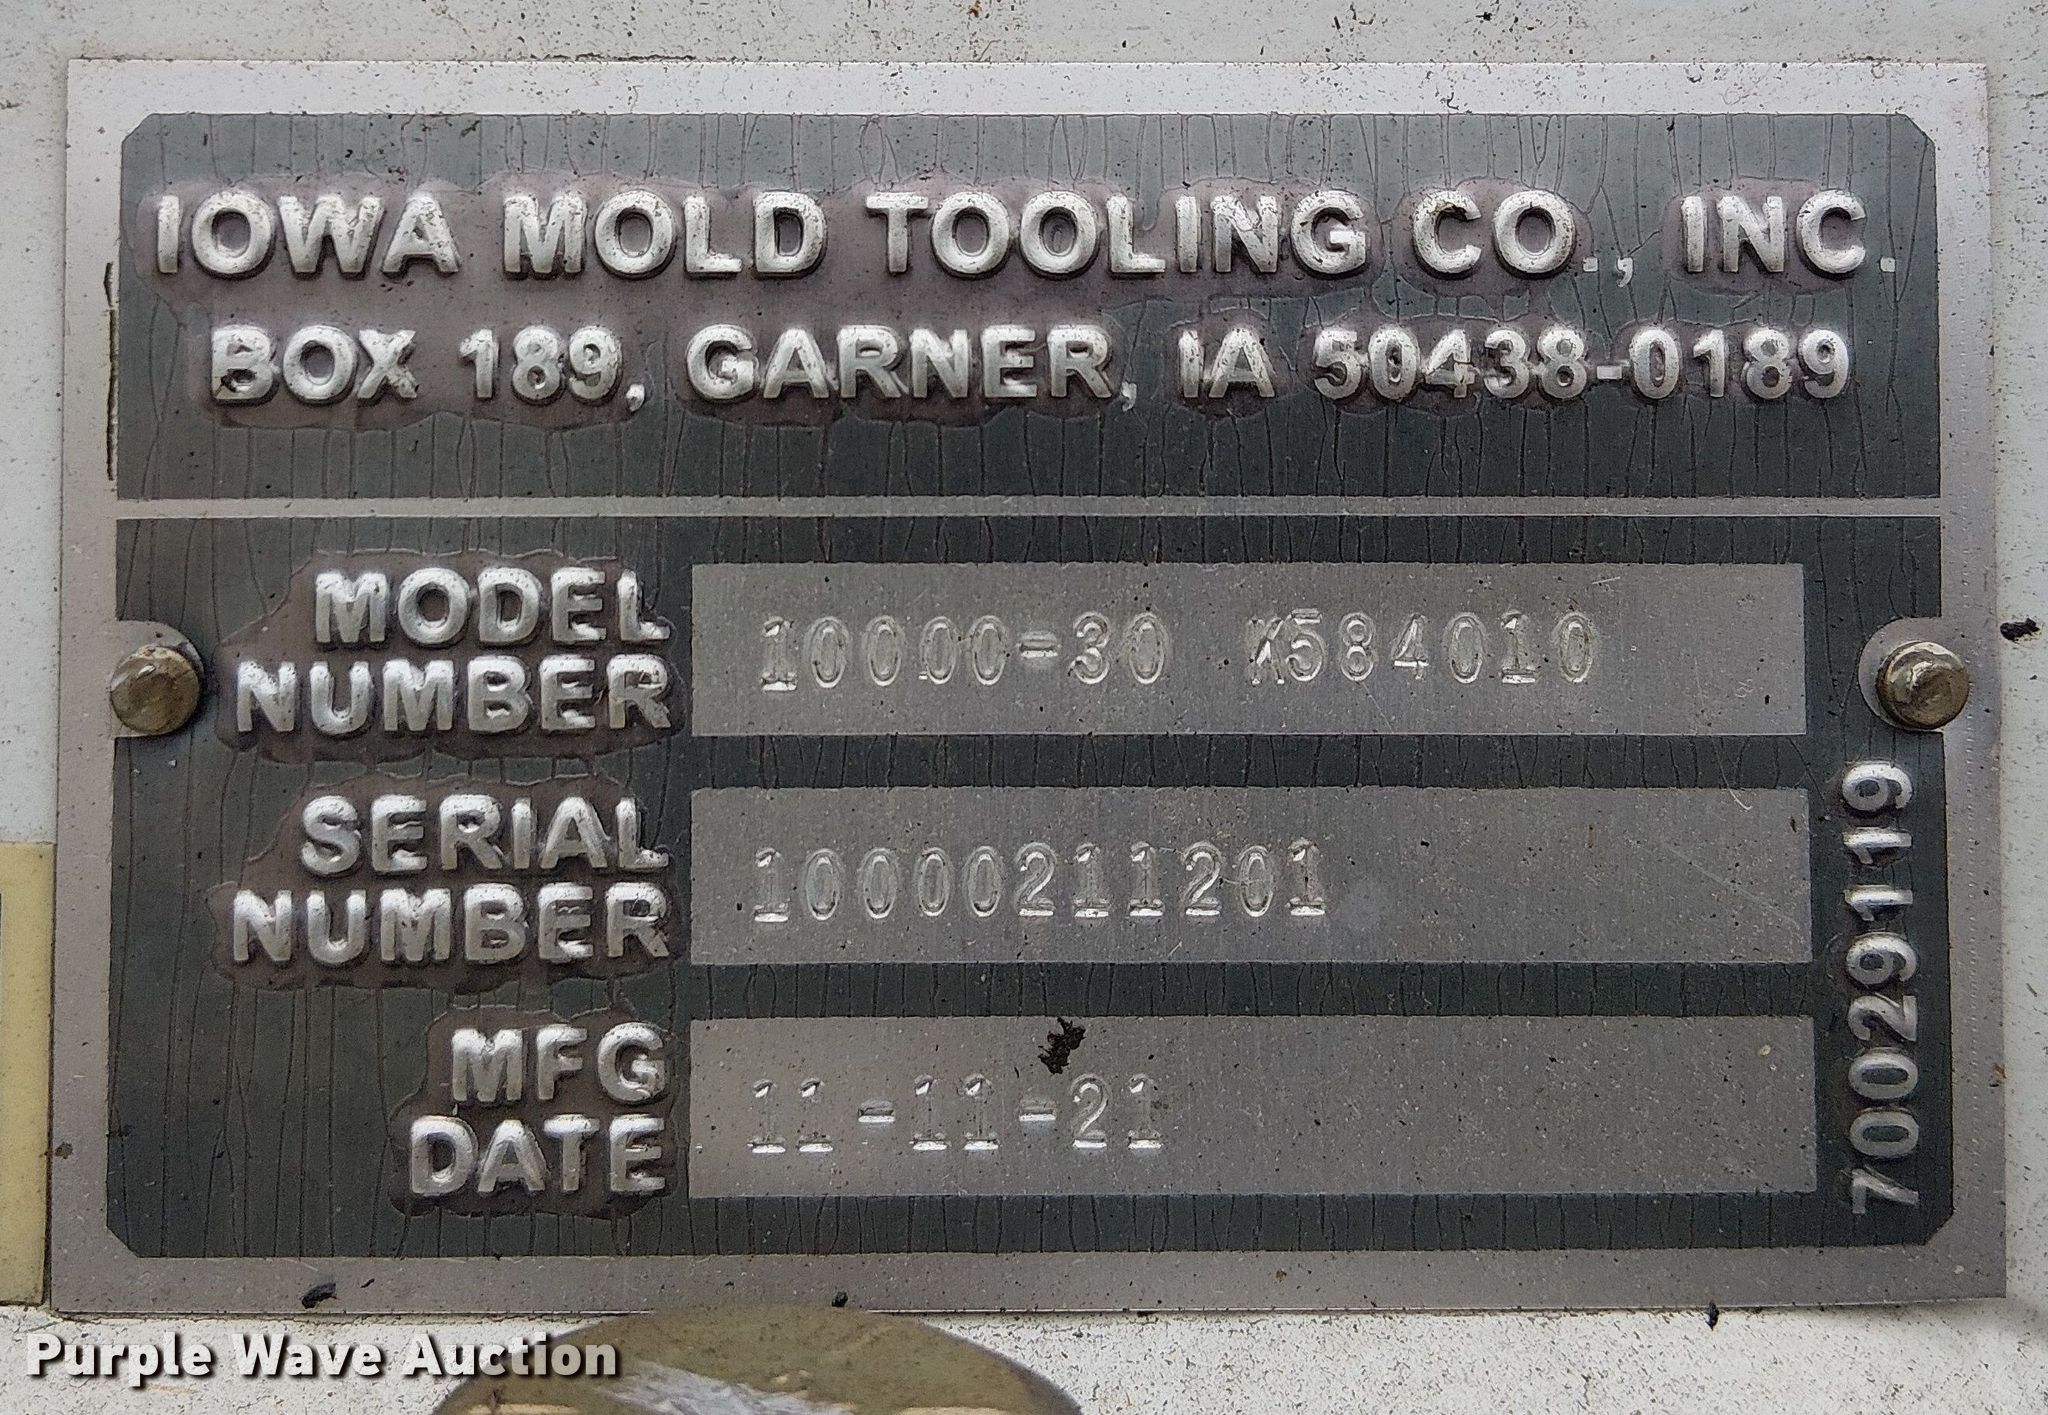 IOWA MOLD TOOLING CO., INC.
BOX 189, GARNER, IA 50438-0189
MODEL
NUMBER
10000-30 X584010
SERIAL
NUMBER
10000211201
MFG
DATE
11-11-21
70029119
Purple Wave Auction